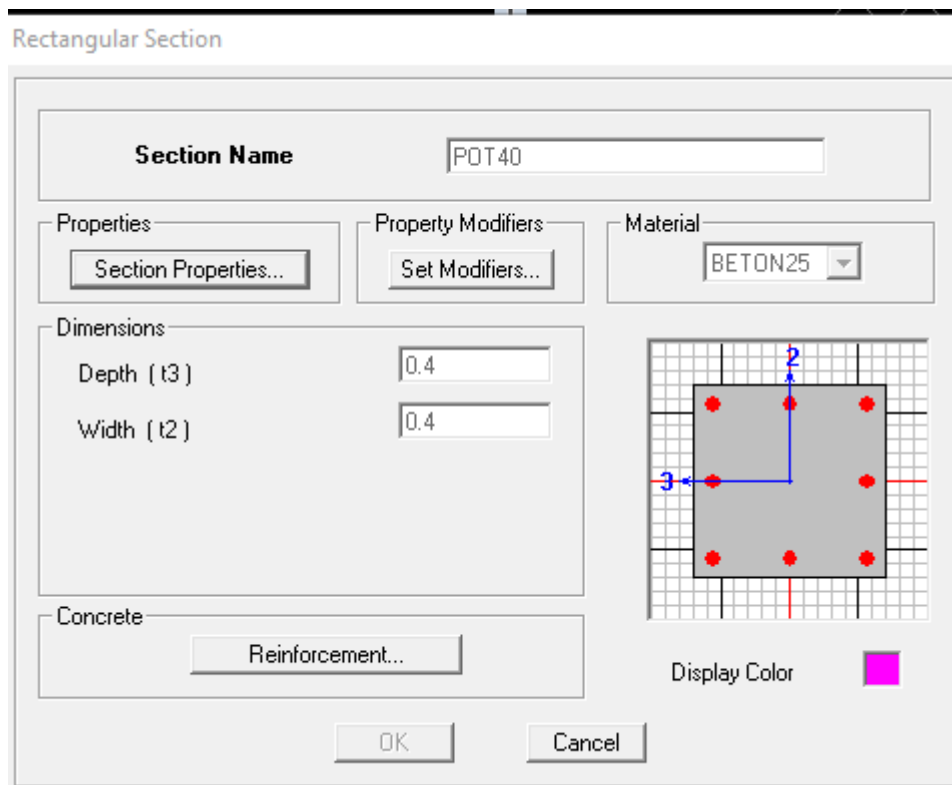 Rectangular Section
Section Name POT40
Properties Property Modifiers Material
Section Properties... Set Modifiers... BETON25
Dimensions
Depth ( t3 ) 0.4
Width ( t2 ) 0.4
2
3
Concrete
Reinforcement...
Display Color
OK Cancel